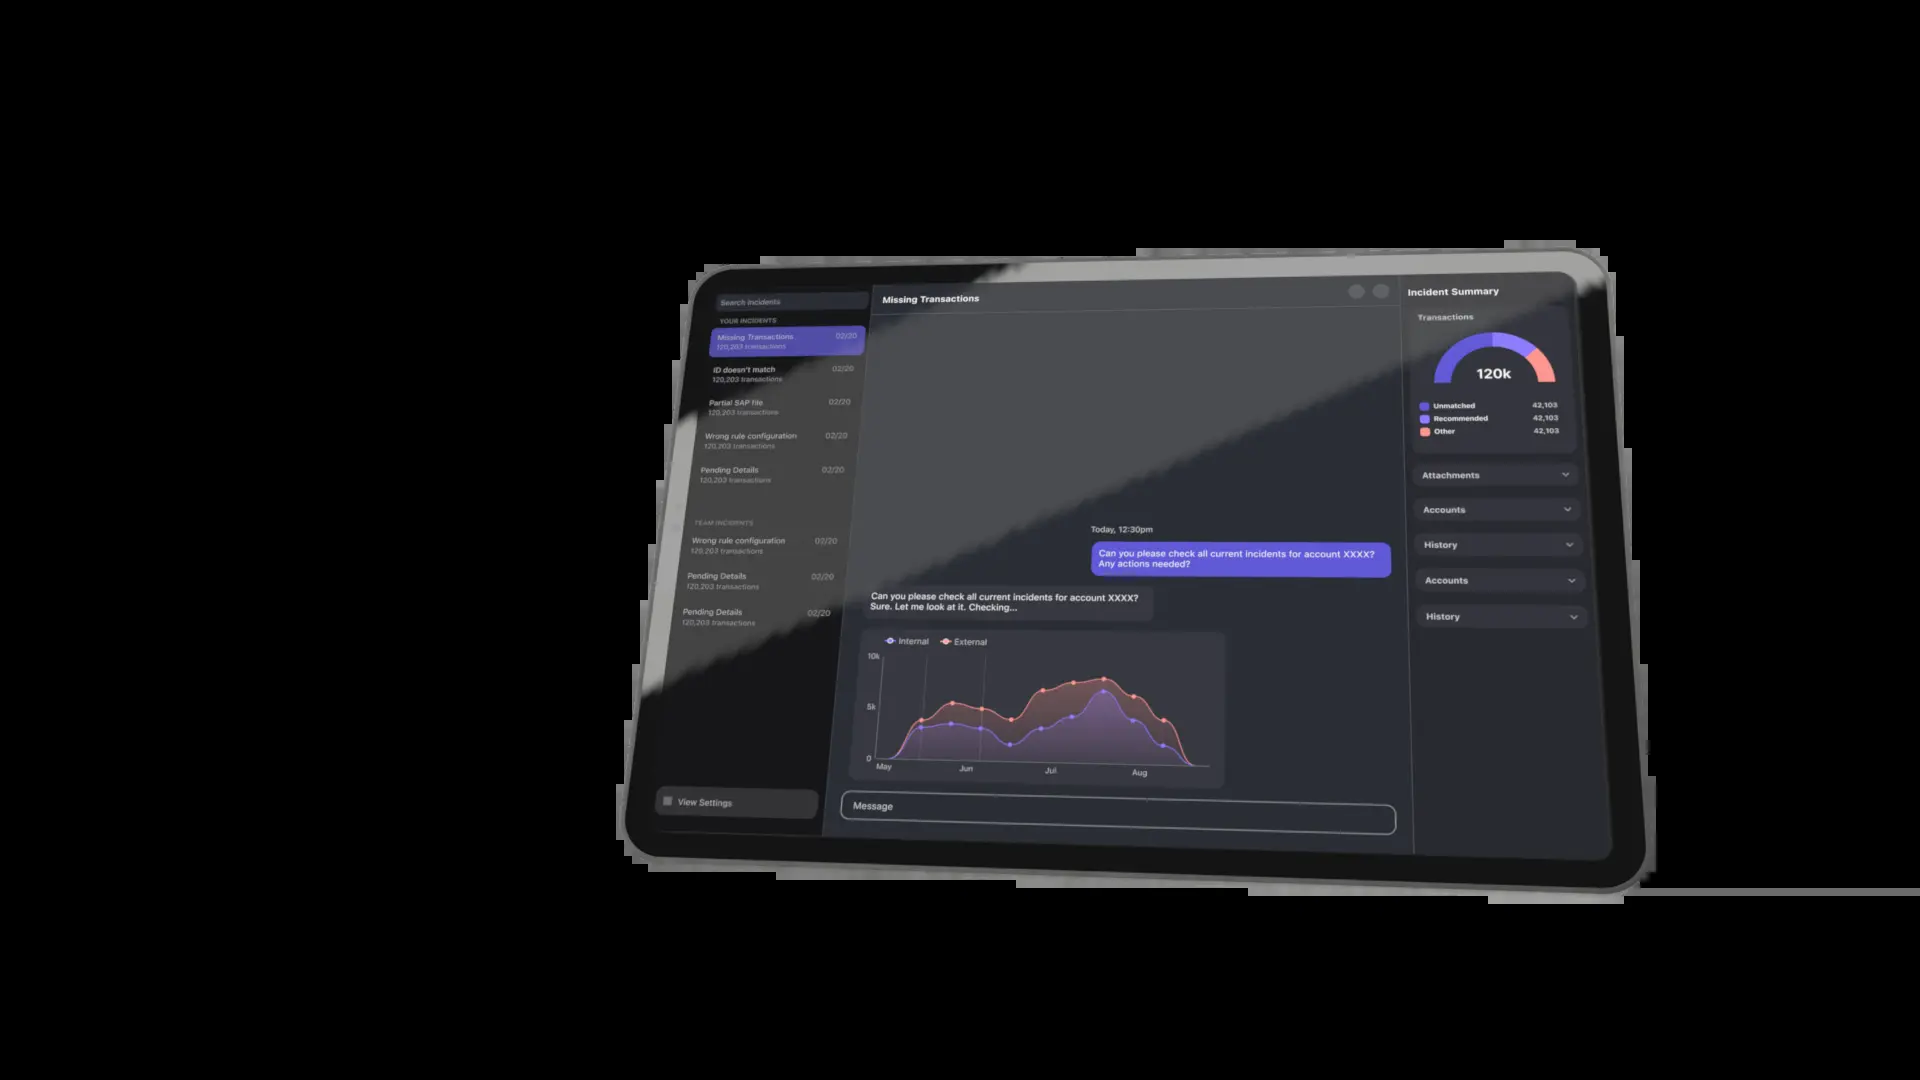 Search Incidents
YOUR INCIDENTS
Missing Transactions 02/20
120,203 transactions
ID doesn't match 02/20
120,203 transactions
Partial SAP file 02/20
120,203 transactions
Wrong rule configuration 02/20
120,203 transactions
Pending Details 02/20
120,203 transactions
TEAM INCIDENTS
Wrong rule configuration 02/20
120,203 transactions
Pending Details 02/20
120,203 transactions
Pending Details 02/20
120,203 transactions
View Settings
Missing Transactions
Today, 12:30pm
Can you please check all current incidents for account XXXX?
Any actions needed?
Can you please check all current incidents for account XXXX?
Sure. Let me look at it. Checking...
Internal External
10k
5k
0
May Jun Jul Aug
Message
Incident Summary
Transactions
120k
Unmatched 42,103
Recommended 42,103
Other 42,103
Attachments
Accounts
History
Accounts
History